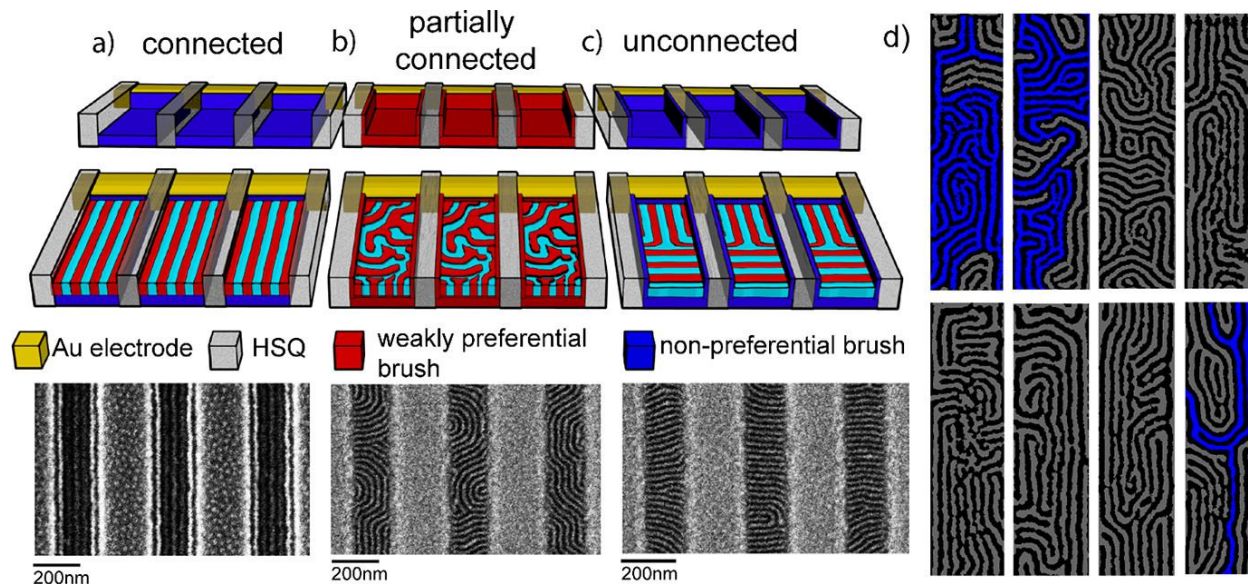 a) connected
b) partially connected
c) unconnected
d)
Au electrode
HSQ
weakly preferential brush
non-preferential brush
200nm
200nm
200nm